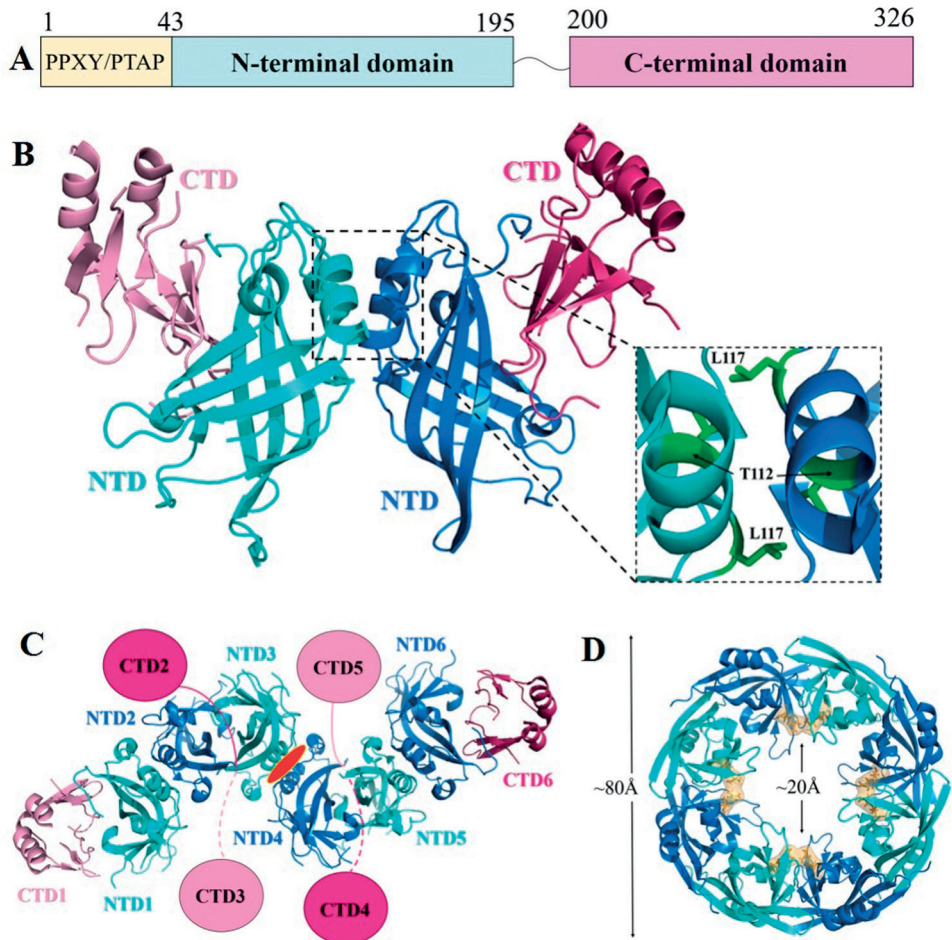 1 43 195 200 326
A PPXY/PTAP N-terminal domain C-terminal domain
B
CTD CTD
NTD NTD
L117
T112
L117
C
CTD2 NTD3 CTD5 NTD6
NTD2
CTD6
NTD4 NTD5
CTD1 NTD1 CTD3 CTD4
D
~80Å ~20Å